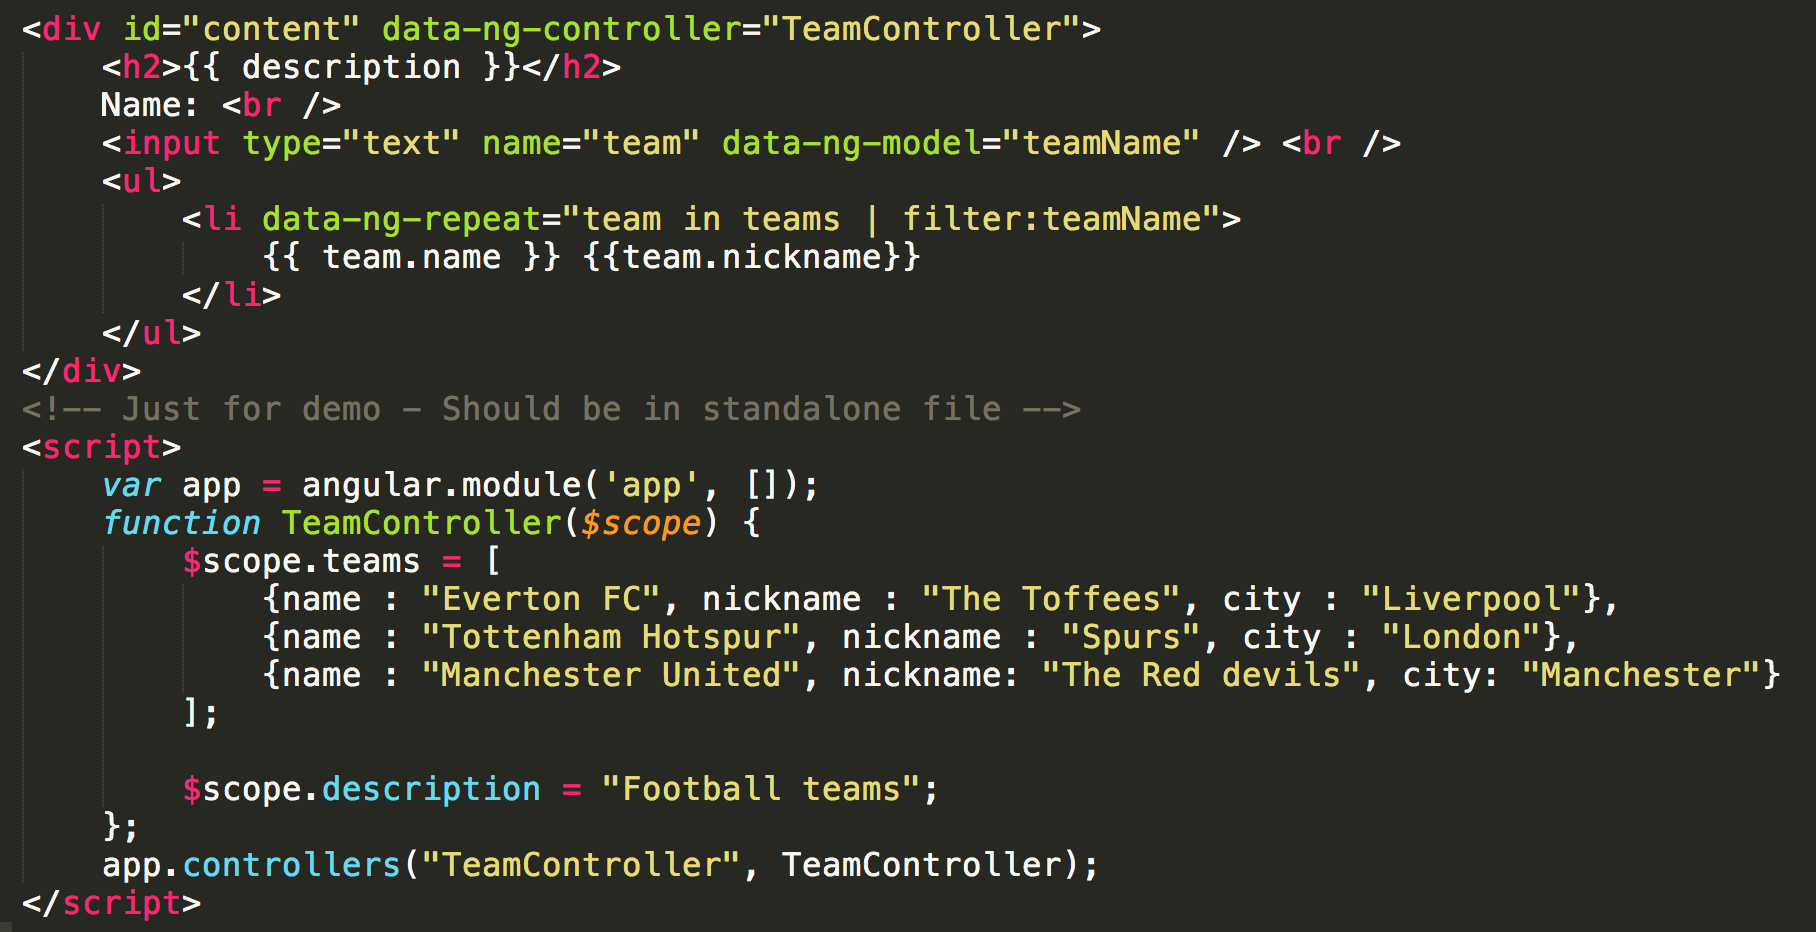 <div id="content" data-ng-controller="TeamController">
    <h2>{{ description }}</h2>
    Name: <br />
    <input type="text" name="team" data-ng-model="teamName" /> <br />
    <ul>
        <li data-ng-repeat="team in teams | filter:teamName">
            {{ team.name }} {{team.nickname}}
        </li>
    </ul>
</div>
<!-- Just for demo - Should be in standalone file -->
<script>
    var app = angular.module('app', []);
    function TeamController($scope) {
        $scope.teams = [
            {name : "Everton FC", nickname : "The Toffees", city : "Liverpool"},
            {name : "Tottenham Hotspur", nickname : "Spurs", city : "London"},
            {name : "Manchester United", nickname: "The Red devils", city: "Manchester"}
        ];

        $scope.description = "Football teams";
    };
    app.controllers("TeamController", TeamController);
</script>